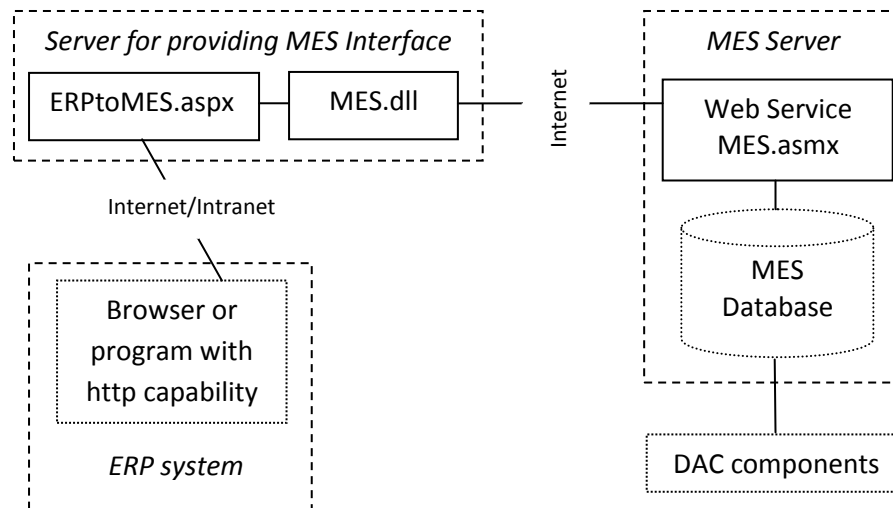 Server for providing MES Interface
ERPtoMES.aspx
MES.dll
Internet
MES Server
Web Service
MES.asmx
Internet/Intranet
MES
Database
Browser or
program with
http capability
ERP system
DAC components